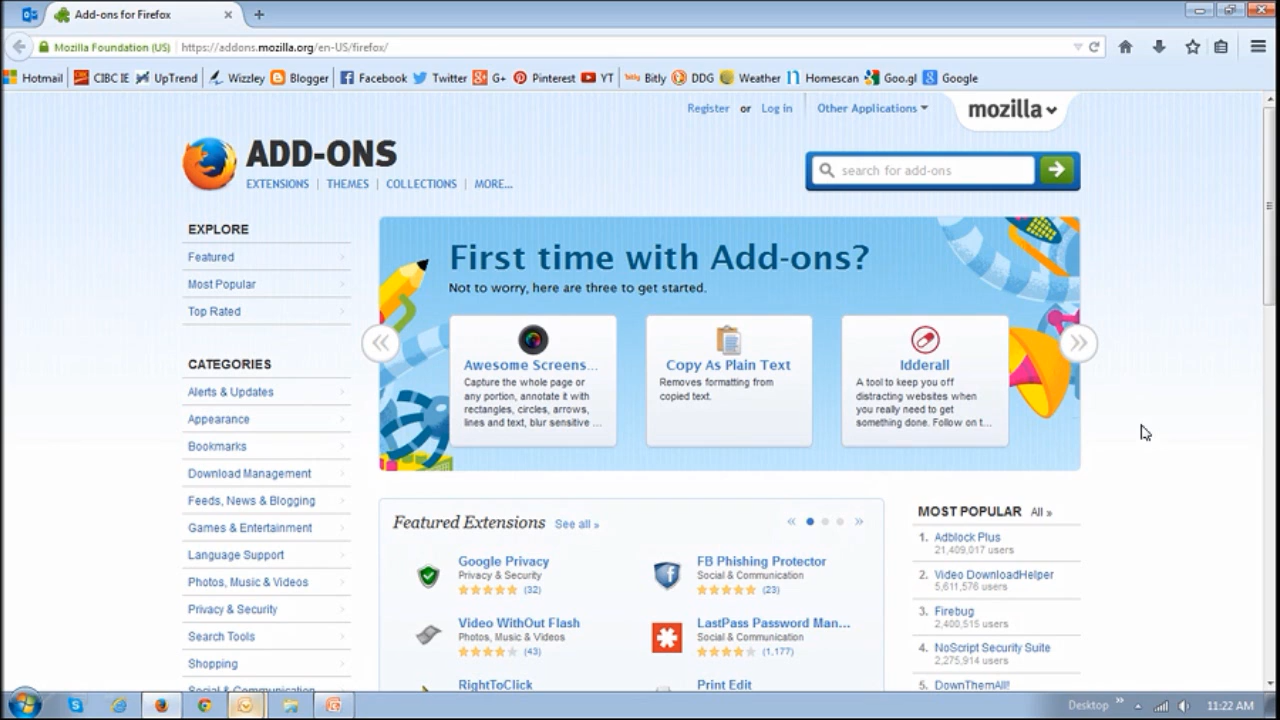 Add-ons for Firefox
Mozilla Foundation (US)
https://addons.mozilla.org/en-US/firefox/
Hotmail CIBC IE UpTrend Wizzley Blogger Facebook Twitter G+ Pinterest YT Bitly DDG Weather Homescan Goo.gl Google
Register or Log in Other Applications
mozilla
ADD-ONS
EXTENSIONS | THEMES | COLLECTIONS | MORE...
search for add-ons
EXPLORE
Featured
Most Popular
Top Rated
CATEGORIES
Alerts & Updates
Appearance
Bookmarks
Download Management
Feeds, News & Blogging
Games & Entertainment
Language Support
Photos, Music & Videos
Privacy & Security
Search Tools
Shopping
Social & Communication
First time with Add-ons?
Not to worry, here are three to get started.
Awesome Screens...
Capture the whole page or
any portion, annotate it with
rectangles, circles, arrows,
lines and text, blur sensitive ...
Copy As Plain Text
Removes formatting from
copied text.
Idderall
A tool to keep you off
distracting websites when
you really need to get
something done. Follow on t...
Featured Extensions See all »
Google Privacy
Privacy & Security
(32)
FB Phishing Protector
Social & Communication
(23)
Video WithOut Flash
Photos, Music & Videos
(43)
LastPass Password Man...
Social & Communication
(1,177)
RightToClick
Print Edit
MOST POPULAR All »
1. Adblock Plus
21,409,017 users
2. Video DownloadHelper
5,611,576 users
3. Firebug
2,400,515 users
4. NoScript Security Suite
2,275,914 users
5. DownThemAll!
Desktop
11:22 AM